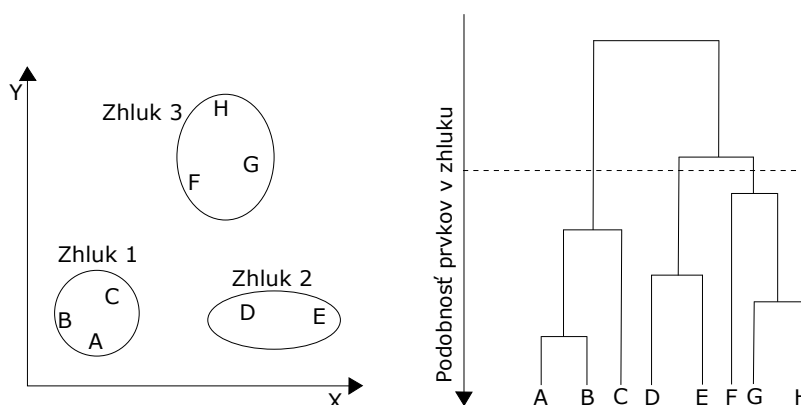 Y
Zhluk 3
H
G
F
Zhluk 1
C
B
A
Zhluk 2
D
E
X
Podobnosť prvkov v zhluku
A B C D E F G H